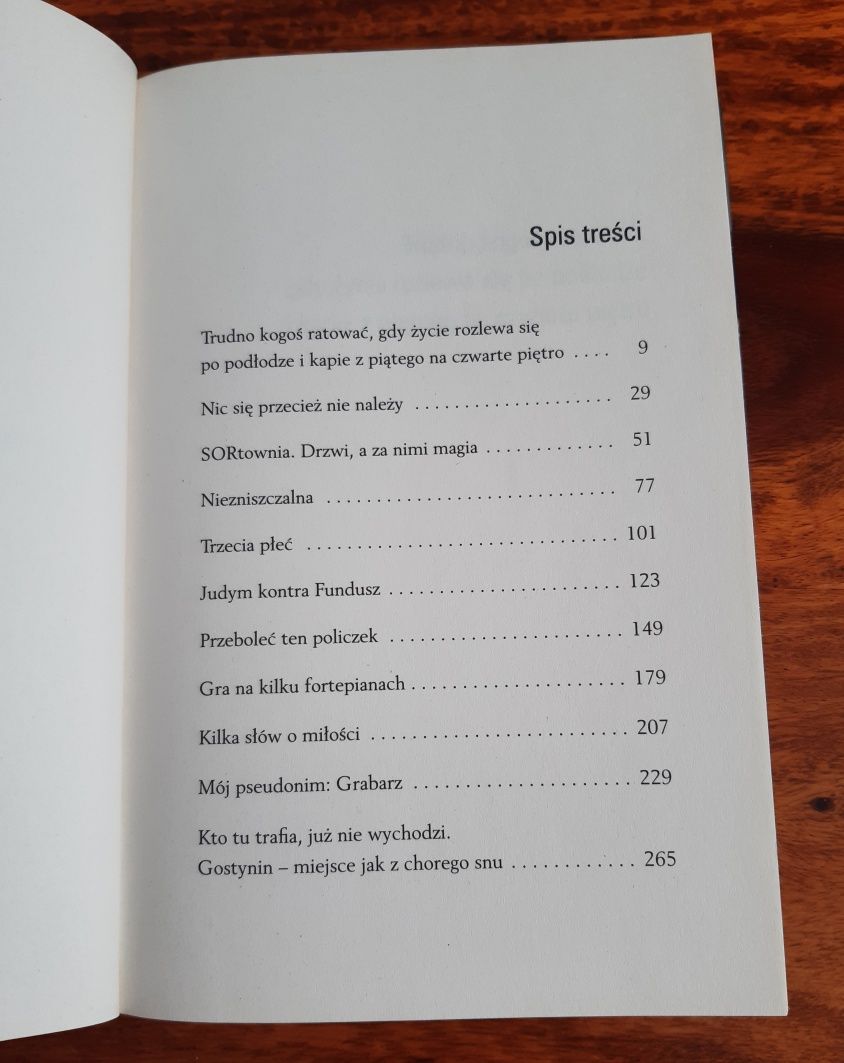 Spis treści
Trudno kogoś ratować, gdy życie rozlewa się
po podłodze i kapie z piątego na czwarte piętro . . . . 9
Nic się przecież nie należy . . . . . . . . . . . . . . . . . . . . 29
SORtownia. Drzwi, a za nimi magia . . . . . . . . . . . . . 51
Niezniszczalna . . . . . . . . . . . . . . . . . . . . . . . . . . . . . 77
Trzecia płeć . . . . . . . . . . . . . . . . . . . . . . . . . . . . . . . 101
Judym kontra Fundusz . . . . . . . . . . . . . . . . . . . . . . . 123
Przeboleć ten policzek . . . . . . . . . . . . . . . . . . . . . . . 149
Gra na kilku fortepianach . . . . . . . . . . . . . . . . . . . . . 179
Kilka słów o miłości . . . . . . . . . . . . . . . . . . . . . . . . . 207
Mój pseudonim: Grabarz . . . . . . . . . . . . . . . . . . . . . 229
Kto tu trafia, już nie wychodzi.
Gostynin – miejsce jak z chorego snu . . . . . . . . . . . . 265